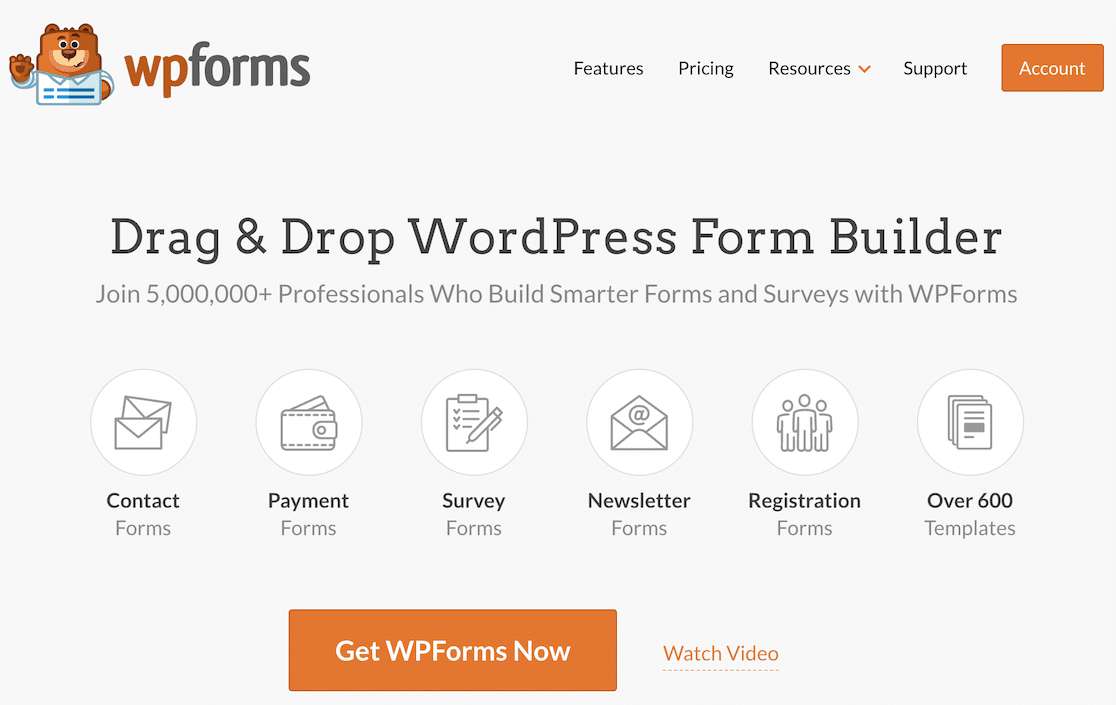 wpforms
Features
Pricing
Resources
Support
Account
Drag & Drop WordPress Form Builder
Join 5,000,000+ Professionals Who Build Smarter Forms and Surveys with WPForms
@
Contact
Forms
Payment
Forms
Survey
Forms
Newsletter
Forms
Registration
Forms
Over 600
Templates
Get WPForms Now
Watch Video